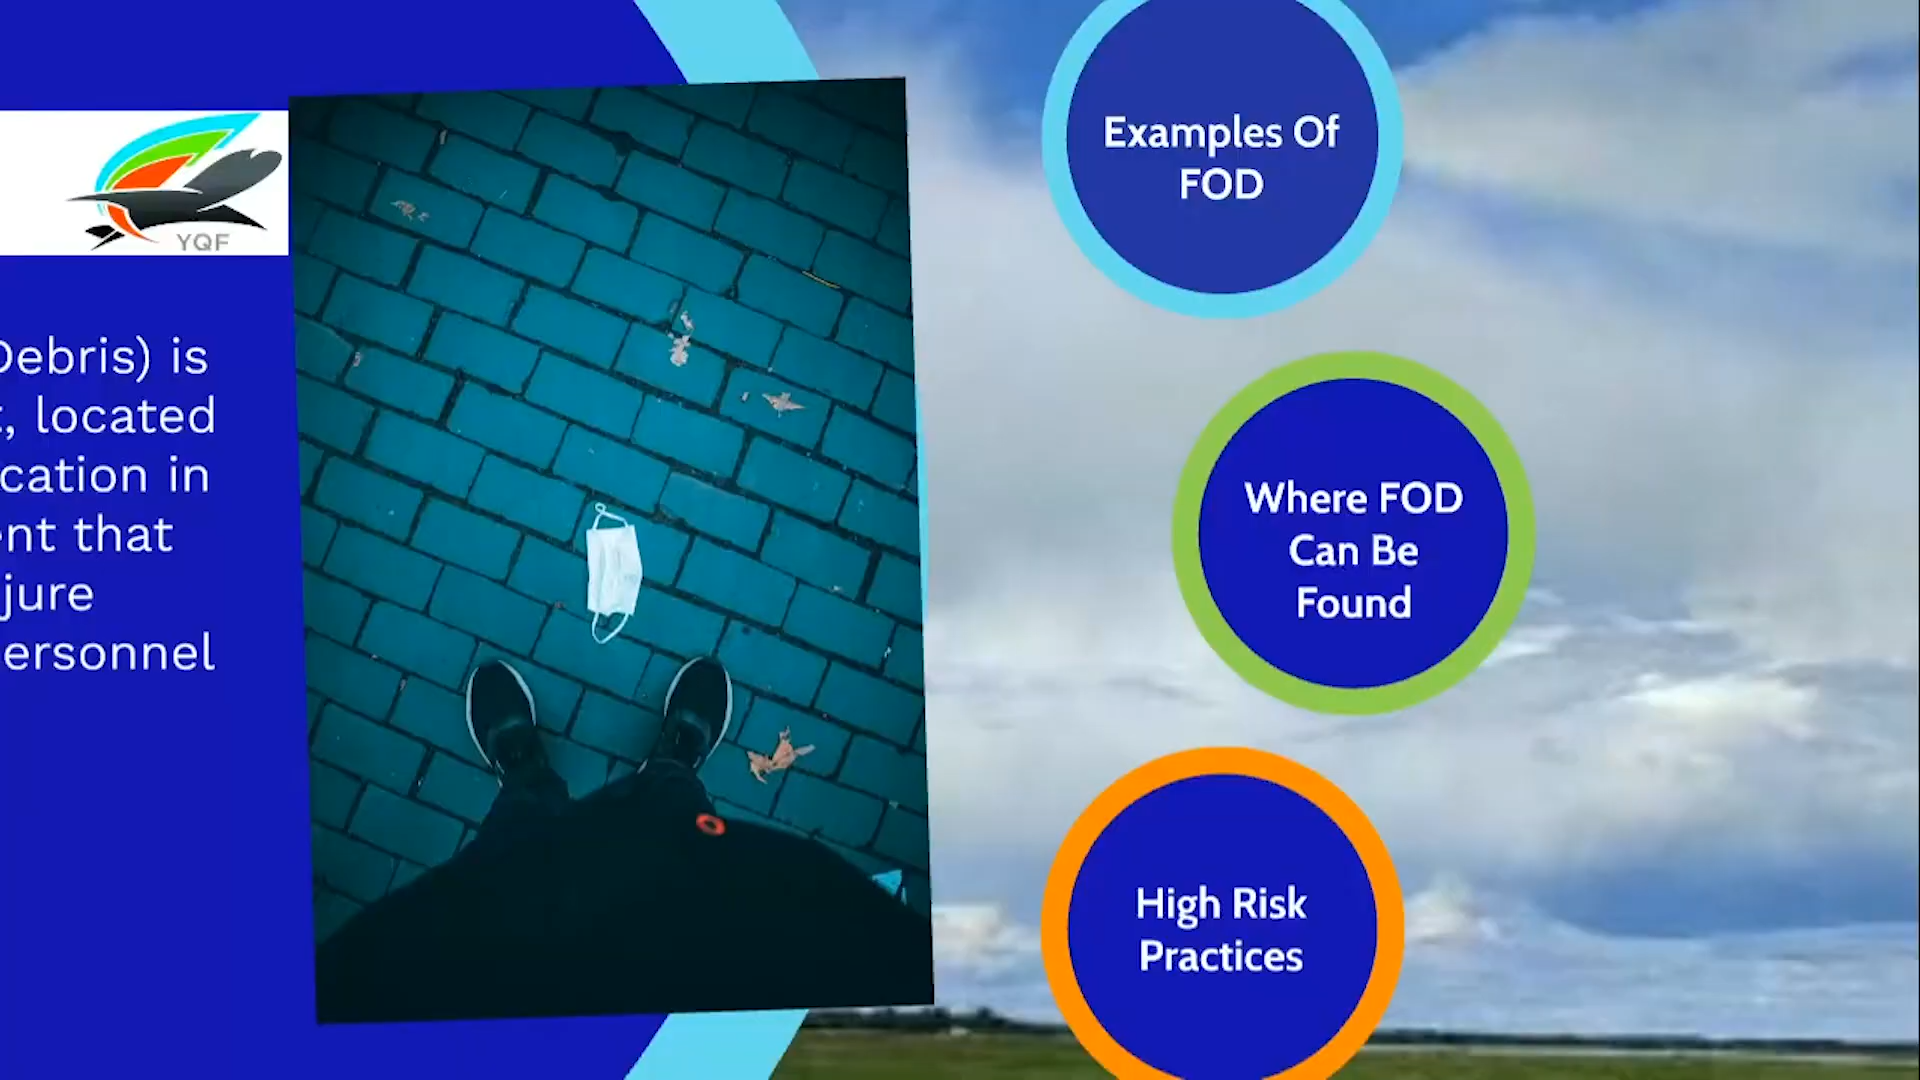 YQF
Debris) is
, located
cation in
ent that
jure
ersonnel
Examples Of
FOD
Where FOD
Can Be
Found
High Risk
Practices